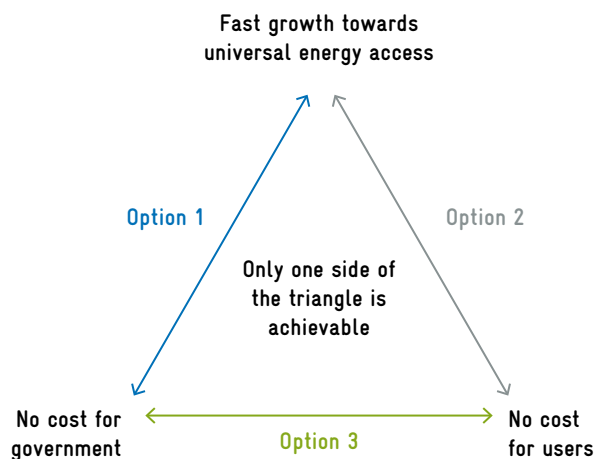 Fast growth towards
universal energy access
Option 1
Option 2
Only one side of
the triangle is
achievable
No cost for
government
Option 3
No cost
for users